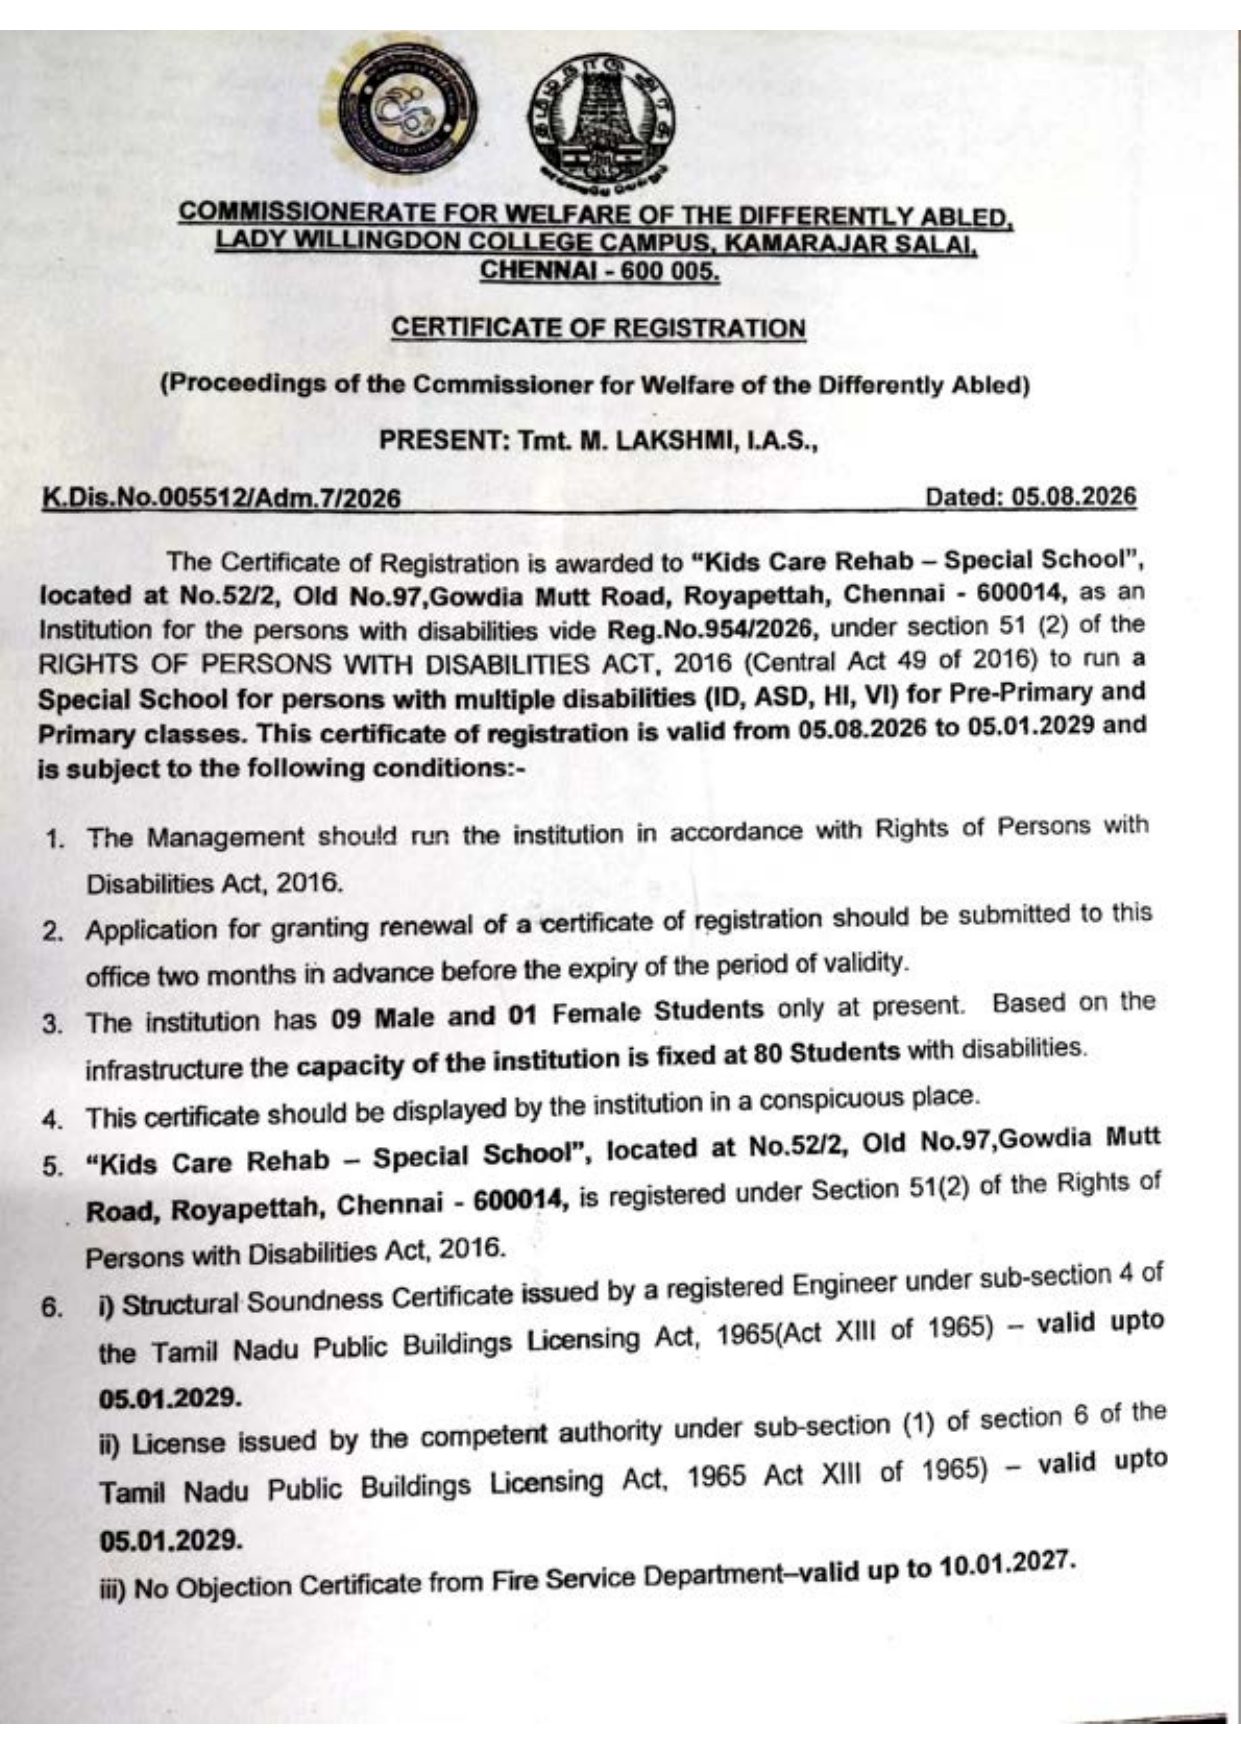 தமிழ்நாடு அரசு
வாய்மையே வெல்லும்
COMMISSIONERATE FOR WELFARE OF THE DIFFERENTLY ABLED,
LADY WILLINGDON COLLEGE CAMPUS, KAMARAJAR SALAI,
CHENNAI - 600 005.
CERTIFICATE OF REGISTRATION
(Proceedings of the Commissioner for Welfare of the Differently Abled)
PRESENT: Tmt. M. LAKSHMI, I.A.S.,
K.Dis.No.005512/Adm.7/2026 Dated: 05.08.2026
The Certificate of Registration is awarded to “Kids Care Rehab – Special School”,
located at No.52/2, Old No.97,Gowdia Mutt Road, Royapettah, Chennai - 600014, as an
Institution for the persons with disabilities vide Reg.No.954/2026, under section 51 (2) of the
RIGHTS OF PERSONS WITH DISABILITIES ACT, 2016 (Central Act 49 of 2016) to run a
Special School for persons with multiple disabilities (ID, ASD, HI, VI) for Pre-Primary and
Primary classes. This certificate of registration is valid from 05.08.2026 to 05.01.2029 and
is subject to the following conditions:-
1. The Management should run the institution in accordance with Rights of Persons with
Disabilities Act, 2016.
2. Application for granting renewal of a certificate of registration should be submitted to this
office two months in advance before the expiry of the period of validity.
3. The institution has 09 Male and 01 Female Students only at present. Based on the
infrastructure the capacity of the institution is fixed at 80 Students with disabilities.
4. This certificate should be displayed by the institution in a conspicuous place.
5. “Kids Care Rehab – Special School”, located at No.52/2, Old No.97,Gowdia Mutt
Road, Royapettah, Chennai - 600014, is registered under Section 51(2) of the Rights of
Persons with Disabilities Act, 2016.
6. i) Structural Soundness Certificate issued by a registered Engineer under sub-section 4 of
the Tamil Nadu Public Buildings Licensing Act, 1965(Act XIII of 1965) – valid upto
05.01.2029.
ii) License issued by the competent authority under sub-section (1) of section 6 of the
Tamil Nadu Public Buildings Licensing Act, 1965 Act XIII of 1965) – valid upto
05.01.2029.
iii) No Objection Certificate from Fire Service Department–valid up to 10.01.2027.